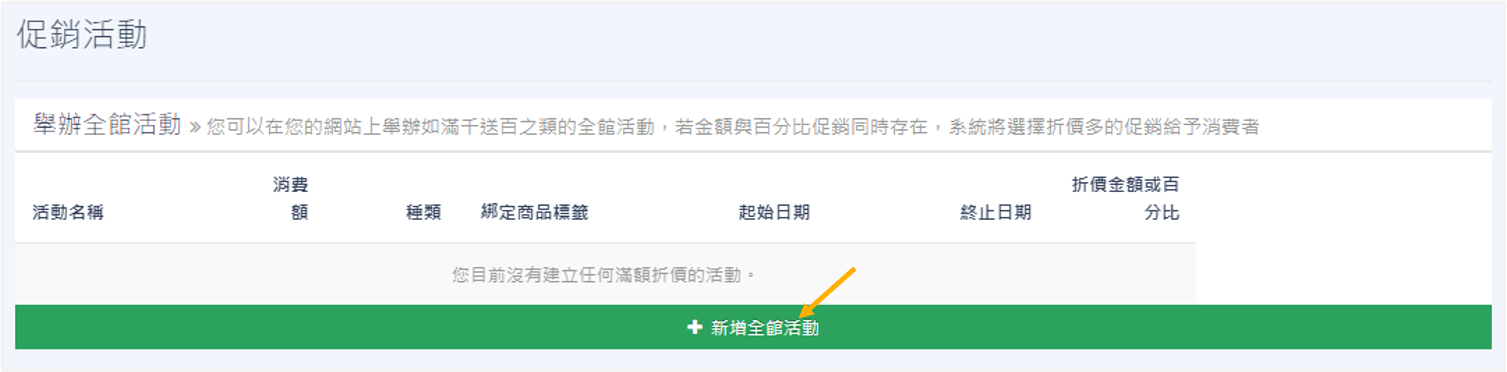 促銷活動
舉辦全館活動 » 您可以在您的網站上舉辦如滿千送百之類的全館活動，若金額與百分比促銷同時存在，系統將選擇折價多的促銷給予消費者
活動名稱 消費額 種類 綁定商品標籤 起始日期 終止日期 折價金額或百分比
您目前沒有建立任何滿額折價的活動。
+ 新增全館活動